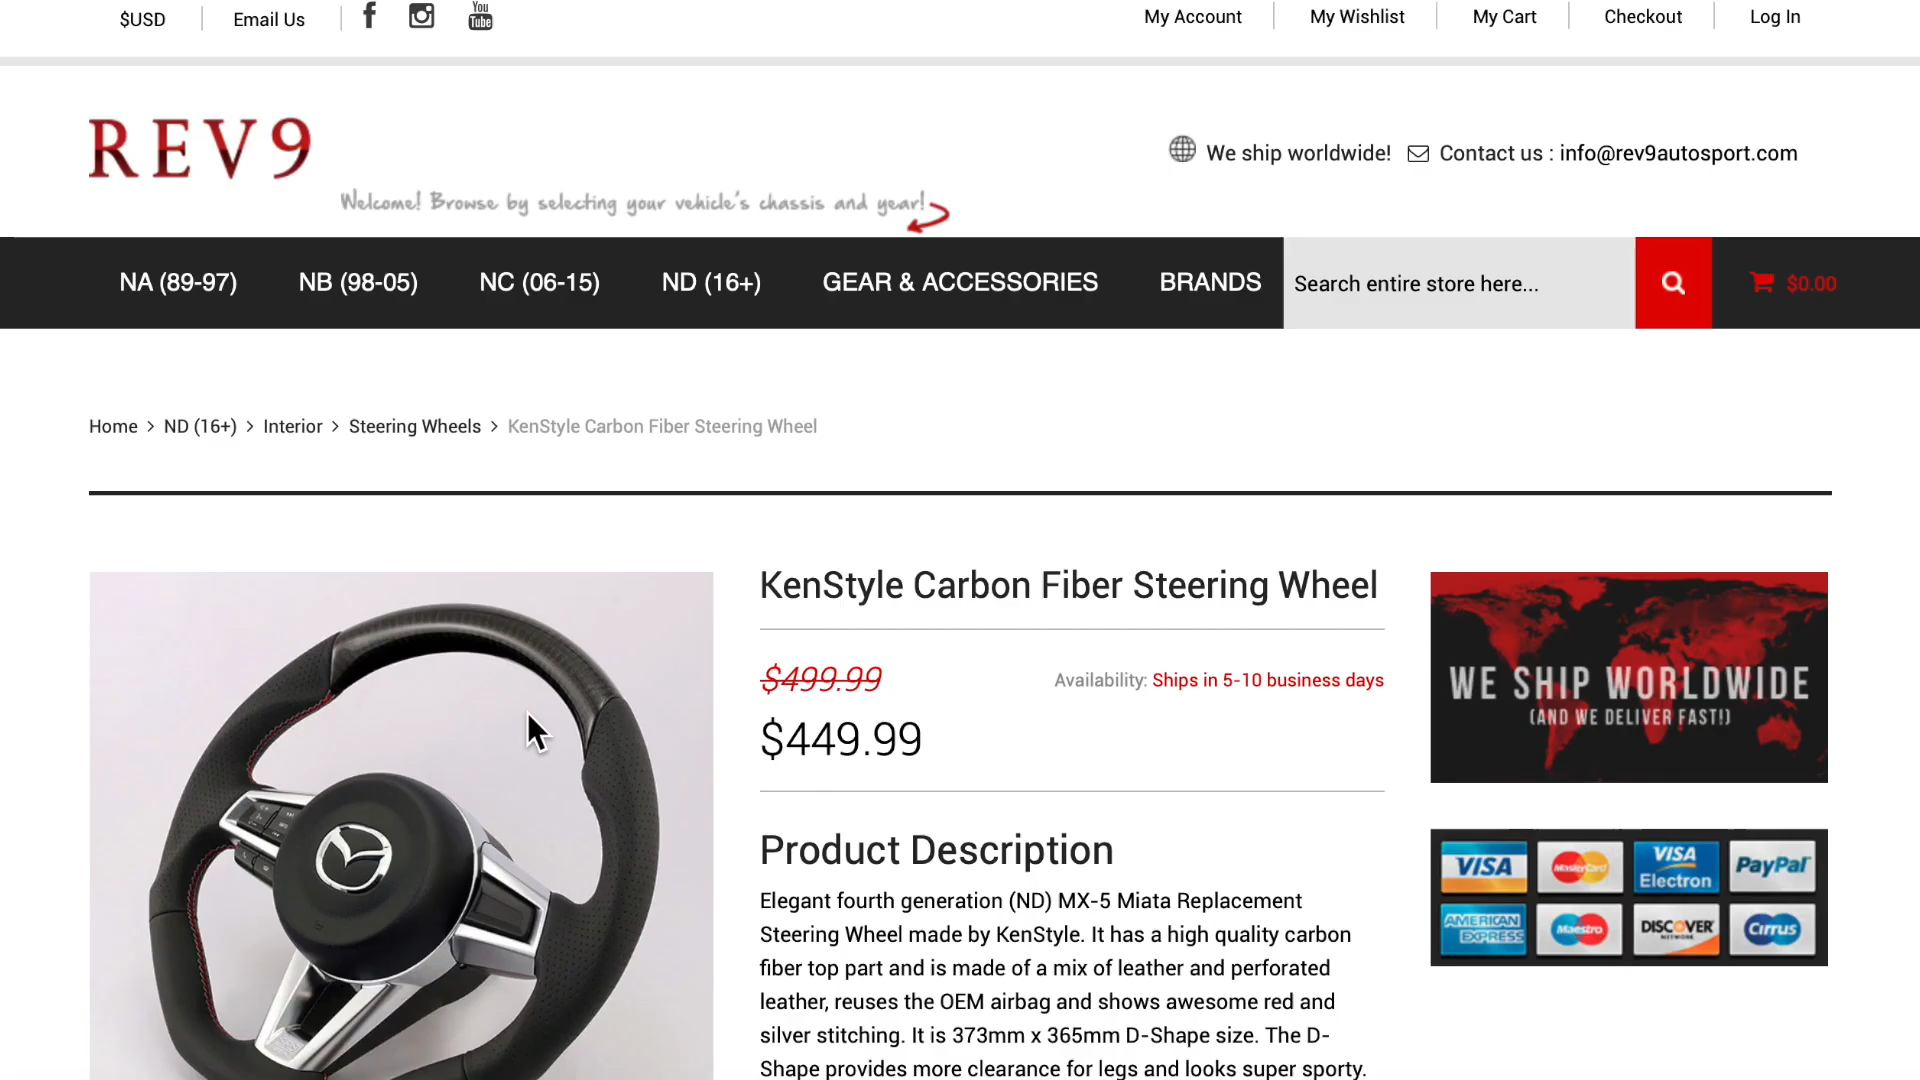 $USD
Email Us
You
Tube
My Account
My Wishlist
My Cart
Checkout
Log In
REV9
Welcome! Browse by selecting your vehicle's chassis and year!
We ship worldwide!
Contact us : info@rev9autosport.com
NA (89-97)
NB (98-05)
NC (06-15)
ND (16+)
GEAR & ACCESSORIES
BRANDS
Search entire store here...
$0.00
Home > ND (16+) > Interior > Steering Wheels > KenStyle Carbon Fiber Steering Wheel
KenStyle Carbon Fiber Steering Wheel
$499.99
Availability: Ships in 5-10 business days
$449.99
Product Description
Elegant fourth generation (ND) MX-5 Miata Replacement
Steering Wheel made by KenStyle. It has a high quality carbon
fiber top part and is made of a mix of leather and perforated
leather, reuses the OEM airbag and shows awesome red and
silver stitching. It is 373mm x 365mm D-Shape size. The D-
Shape provides more clearance for legs and looks super sporty.
WE SHIP WORLDWIDE
(AND WE DELIVER FAST!)
VISA
MasterCard
VISA
Electron
PayPal
AMERICAN
EXPRESS
Maestro
DISCOVER
NETWORK
Cirrus